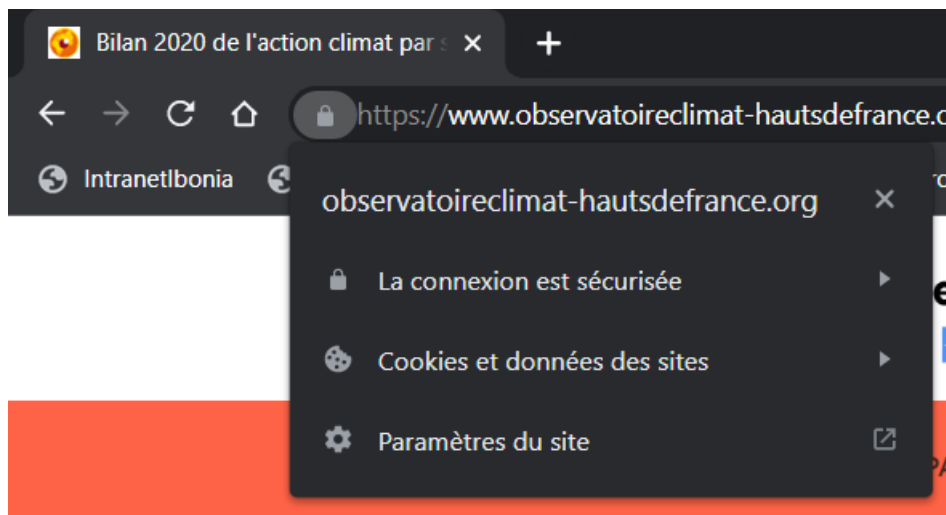 Bilan 2020 de l'action climat par
https://www.observatoireclimat-hautsdefrance.
IntranetIbonia
observatoireclimat-hautsdefrance.org
La connexion est sécurisée
Cookies et données des sites
Paramètres du site